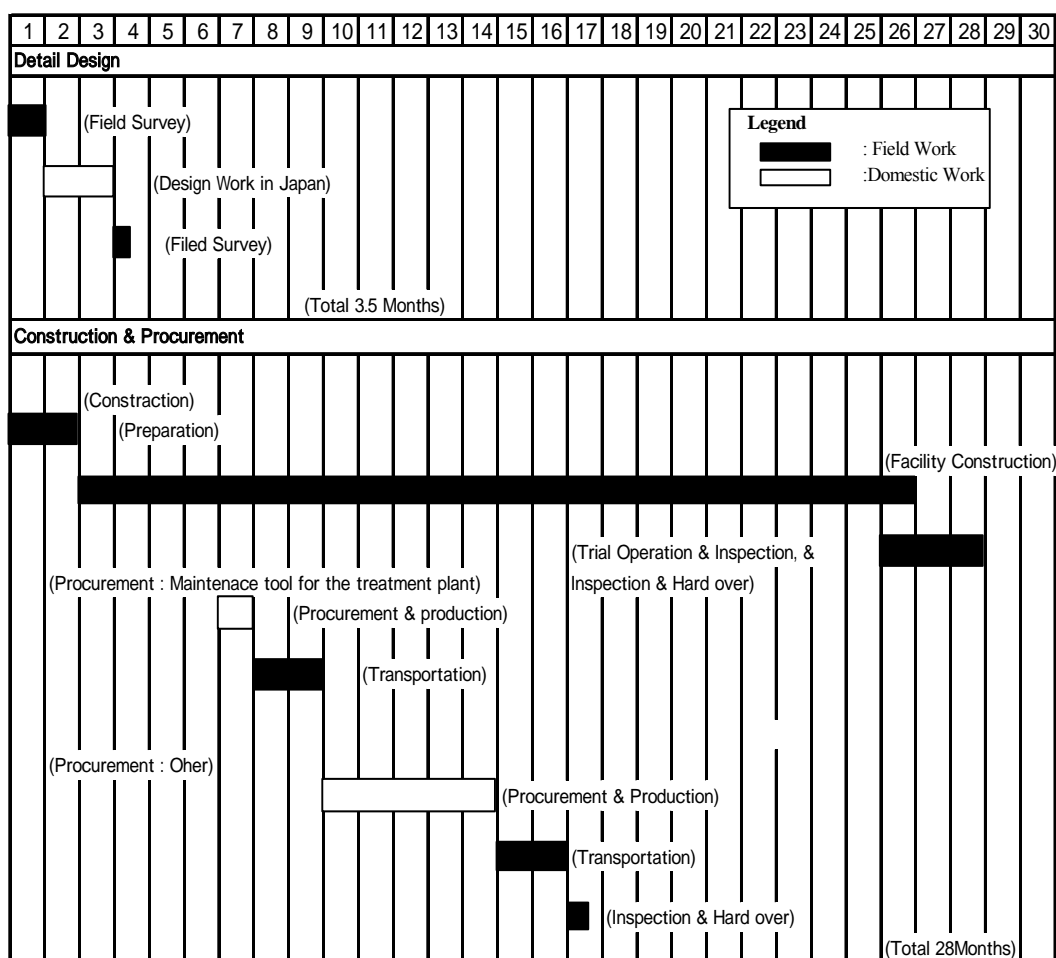 1 2 3 4 5 6 7 8 9 10 11 12 13 14 15 16 17 18 19 20 21 22 23 24 25 26 27 28 29 30
Detail Design
(Field Survey)
Legend
: Field Work
:Domestic Work
(Design Work in Japan)
(Filed Survey)
(Total 3.5 Months)
Construction & Procurement
(Constraction)
(Preparation)
(Facility Construction)
(Trial Operation & Inspection, &
Inspection & Hard over)
(Procurement : Maintenace tool for the treatment plant)
(Procurement & production)
(Transportation)
(Procurement : Oher)
(Procurement & Production)
(Transportation)
(Inspection & Hard over)
(Total 28Months)